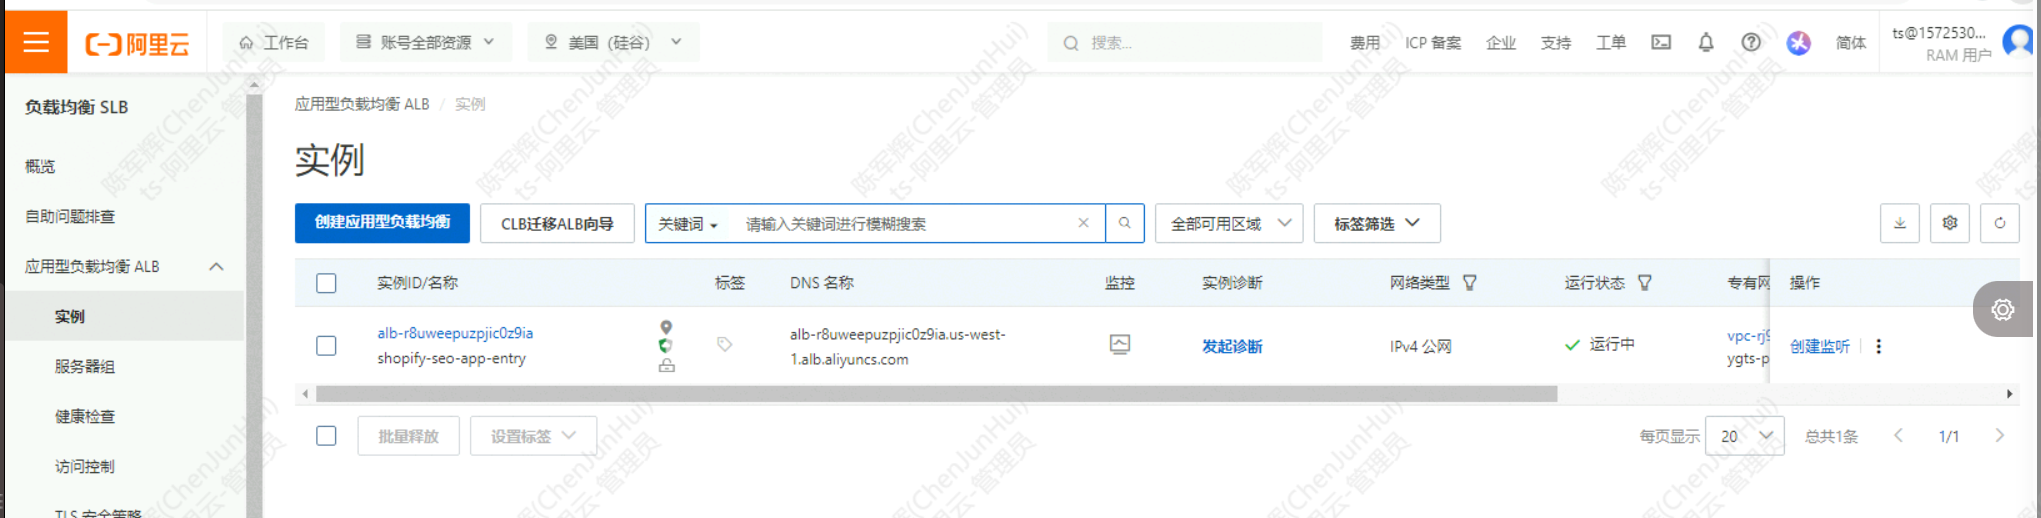 阿里云
工作台
账号全部资源
美国（硅谷）
搜索...
费用
ICP 备案
企业
支持
工单
简体
ts@1572530...
RAM 用户
负载均衡 SLB
概览
自助问题排查
应用型负载均衡 ALB
实例
服务器组
健康检查
访问控制
TLS 安全策略
应用型负载均衡 ALB / 实例
实例
创建应用型负载均衡
CLB迁移ALB向导
关键词
请输入关键词进行模糊搜索
全部可用区域
标签筛选
实例ID/名称
标签
DNS 名称
监控
实例诊断
网络类型
运行状态
专有网
操作
alb-r8uweepuzpjic0z9ia
shopify-seo-app-entry
alb-r8uweepuzpjic0z9ia.us-west-
1.alb.aliyuncs.com
发起诊断
IPv4 公网
运行中
vpc-rj9
ygts-p
创建监听
批量释放
设置标签
每页显示
20
总共1条
1/1
陈军辉(ChenJunHui)
ts-阿里云-管理员